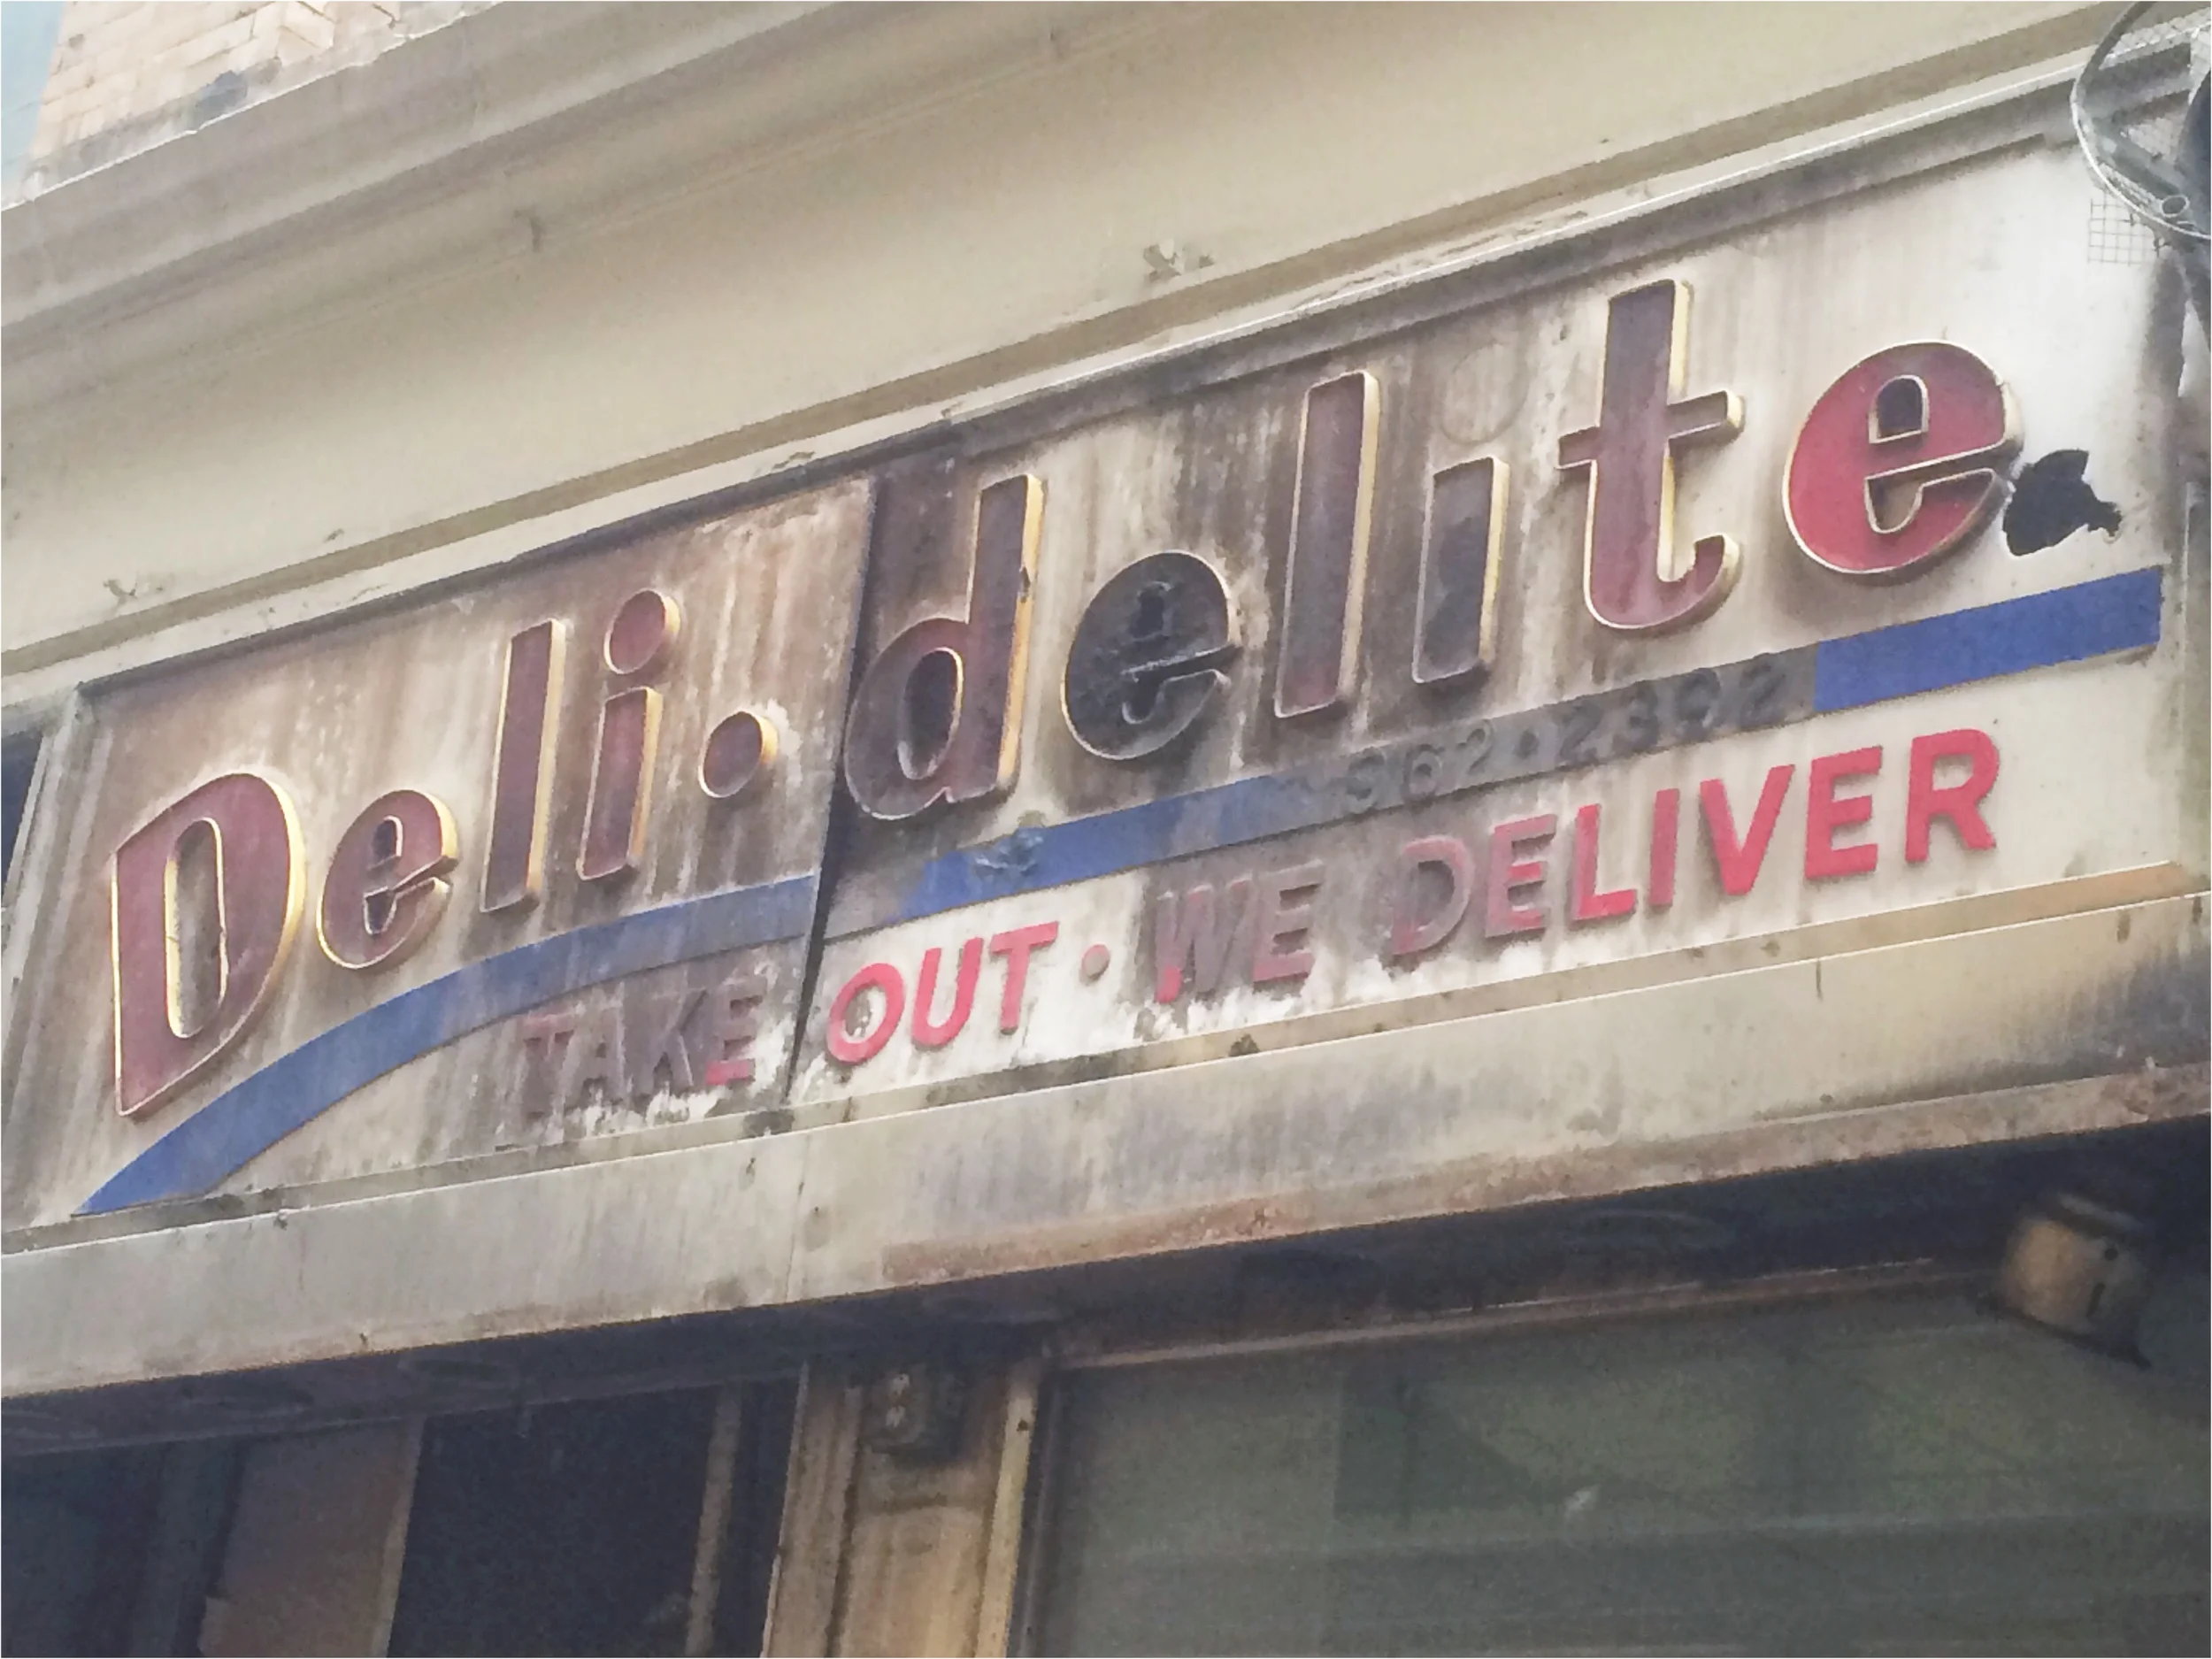 Deli·delite
962·2392
TAKE OUT · WE DELIVER